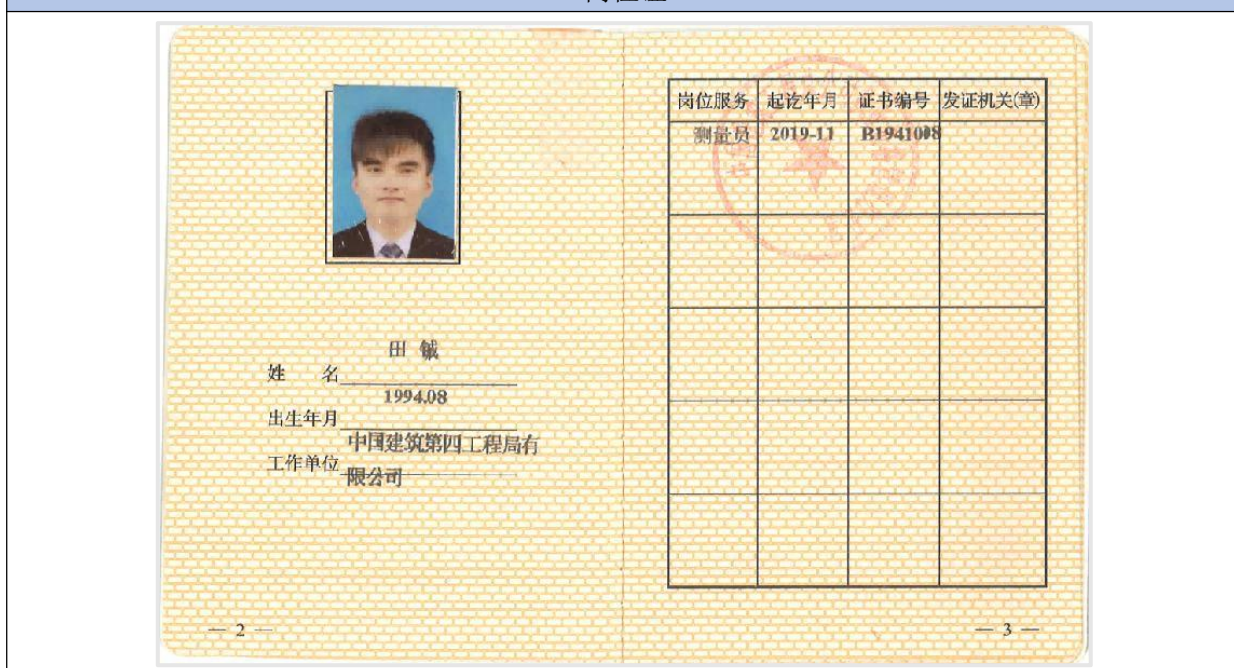 田 铖
姓 名
1994.08
出生年月
中国建筑第四工程局有
工作单位
限公司
— 2 —
岗位服务 起讫年月 证书编号 发证机关(章)
测量员 2019-11 B1941008
— 3 —